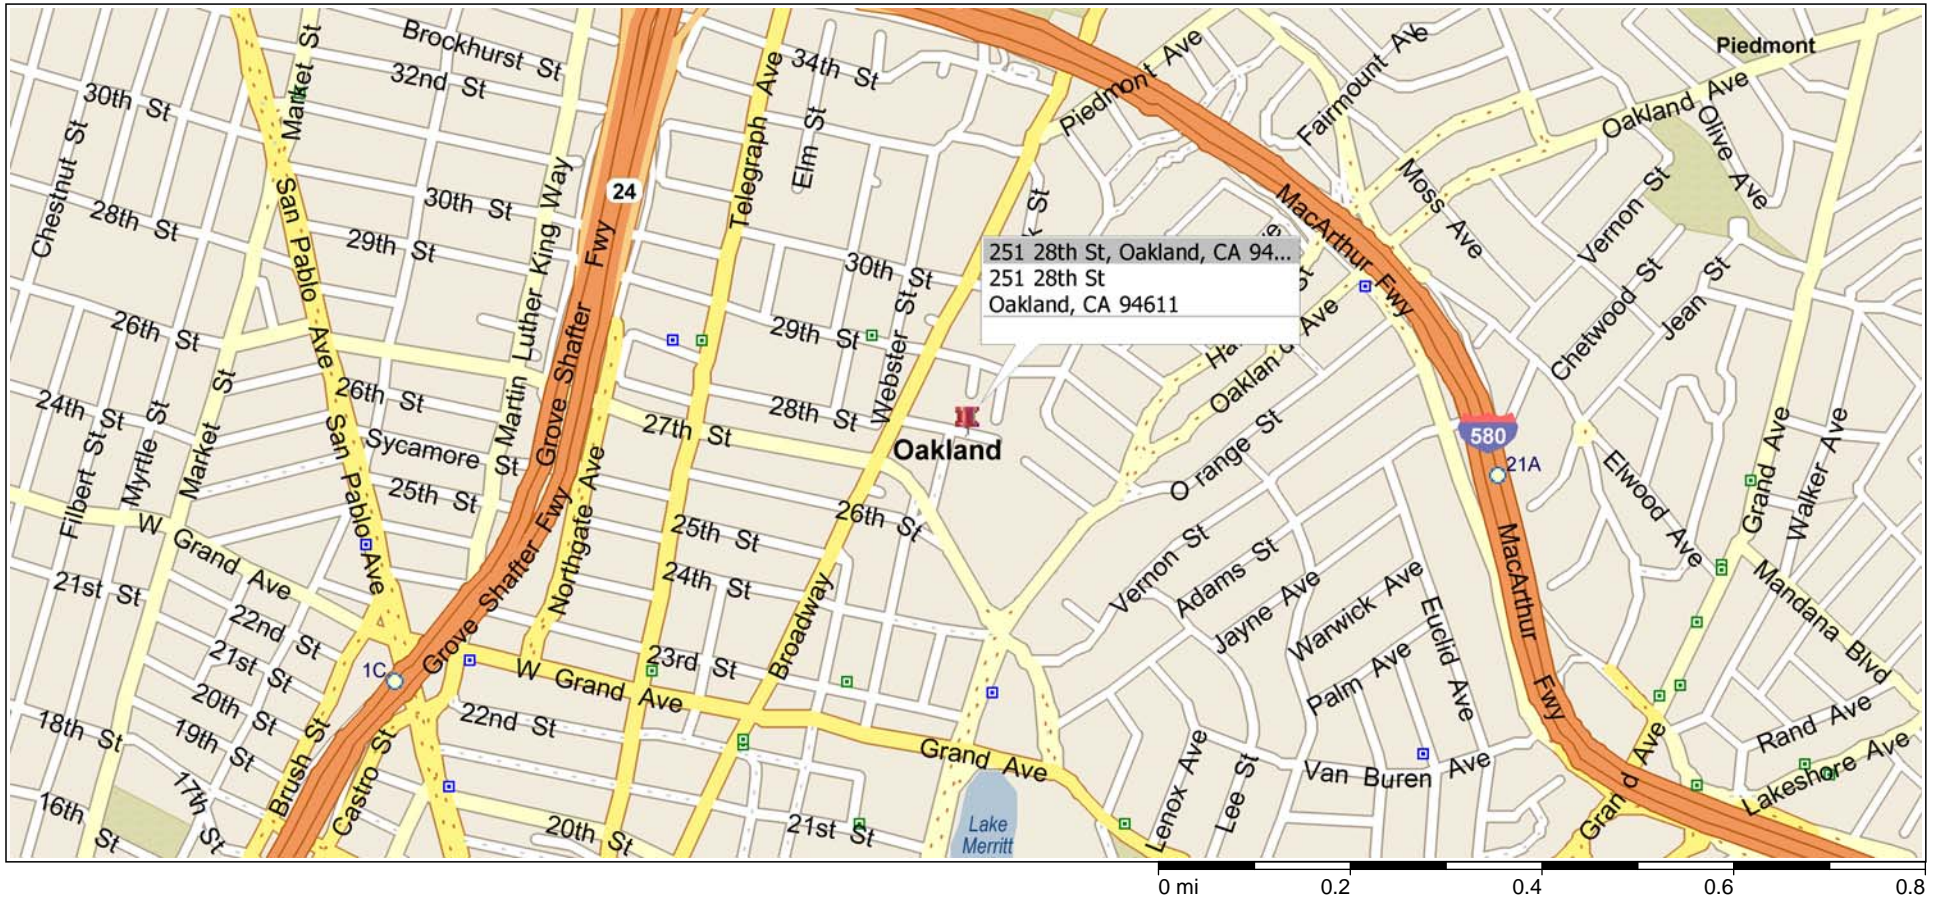 Brockhurst St
32nd St
34th St
Piedmont Ave
Fairmount Ave
Piedmont
Oakland Ave
Olive Ave
30th St
Market St
Chestnut St
28th St
San Pablo Ave
30th St
29th St
Martin Luther King Way
24
Grove Shafter Fwy
Telegraph Ave
Elm St
30th St
29th St
28th St
Webster St
k St
MacArthur Fwy
Moss Ave
Vernon St
Chetwood St
Jean St
251 28th St, Oakland, CA 94...
251 28th St
Oakland, CA 94611
Oakland Ave
Oakland
26th St
26th St
24th St
Sycamore St
25th St
Filbert St
Myrtle St
Market St
San Pablo Ave
27th St
Northgate Ave
Grove Shafter Fwy
26th St
25th St
24th St
23rd St
Broadway
Orange St
580
21A
Elwood Ave
Grand Ave
Walker Ave
Mandana Blvd
Vernon St
Adams St
Jayne Ave
Warwick Ave
Palm Ave
Euclid Ave
MacArthur Fwy
W Grand Ave
21st St
22nd St
21st St
20th St
19th St
18th St
17th St
16th St
1C
Brush St
Castro St
W Grand Ave
22nd St
20th St
21st St
Grand Ave
Lake
Merritt
Lenox Ave
Lee St
Van Buren Ave
Grand Ave
Rand Ave
Lakeshore Ave
0 mi 0.2 0.4 0.6 0.8